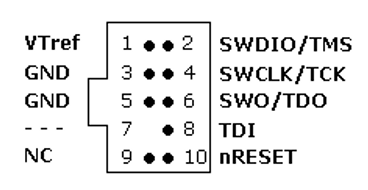 VTref 1 2 SWDIO/TMS
GND 3 4 SWCLK/TCK
GND 5 6 SWO/TDO
--- 7 8 TDI
NC 9 10 nRESET